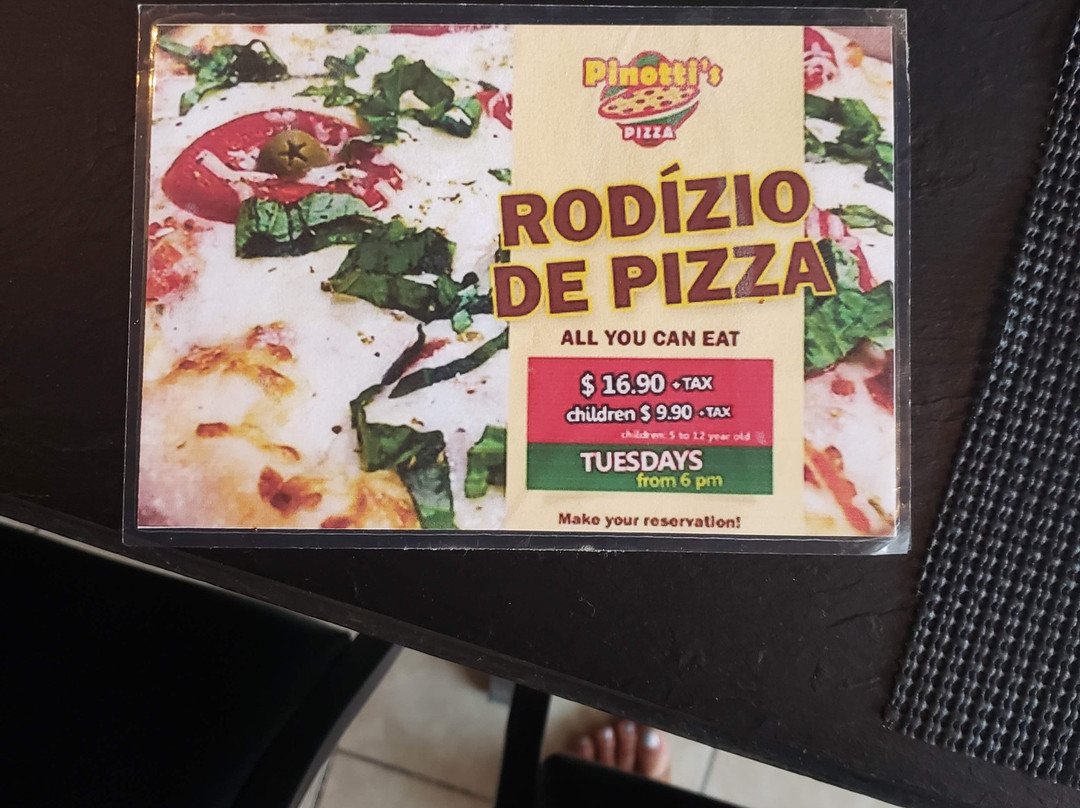 Pinotti's
PIZZA
RODÍZIO
DE PIZZA
ALL YOU CAN EAT
$ 16.90 +TAX
children $ 9.90 +TAX
children: 5 to 12 year old
TUESDAYS
from 6 pm
Make your reservation!